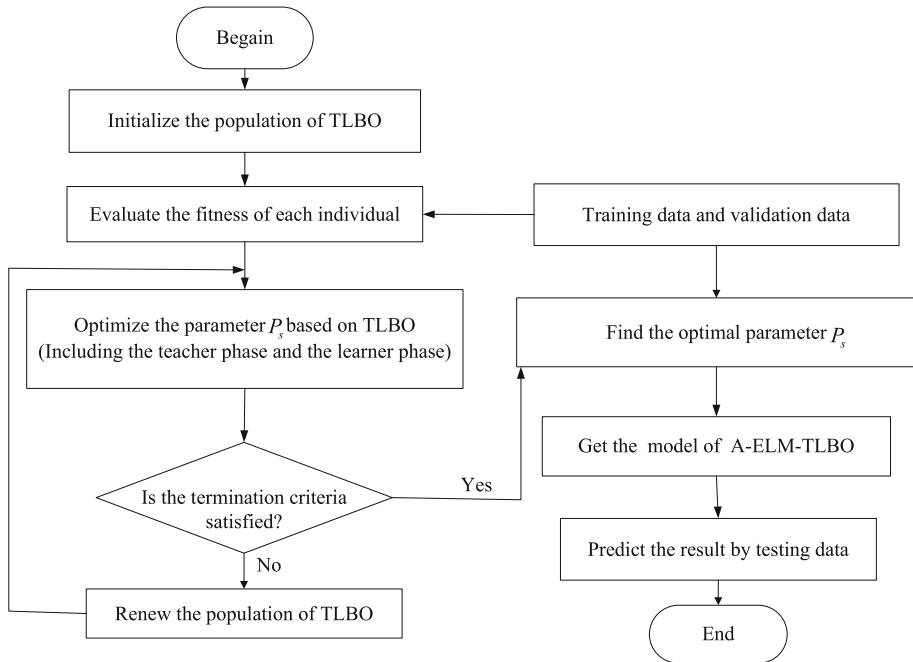 Begain
Initialize the population of TLBO
Evaluate the fitness of each individual
Optimize the parameter Ps based on TLBO
(Including the teacher phase and the learner phase)
Is the termination criteria
satisfied?
Yes
No
Renew the population of TLBO
Training data and validation data
Find the optimal parameter Ps
Get the model of A-ELM-TLBO
Predict the result by testing data
End